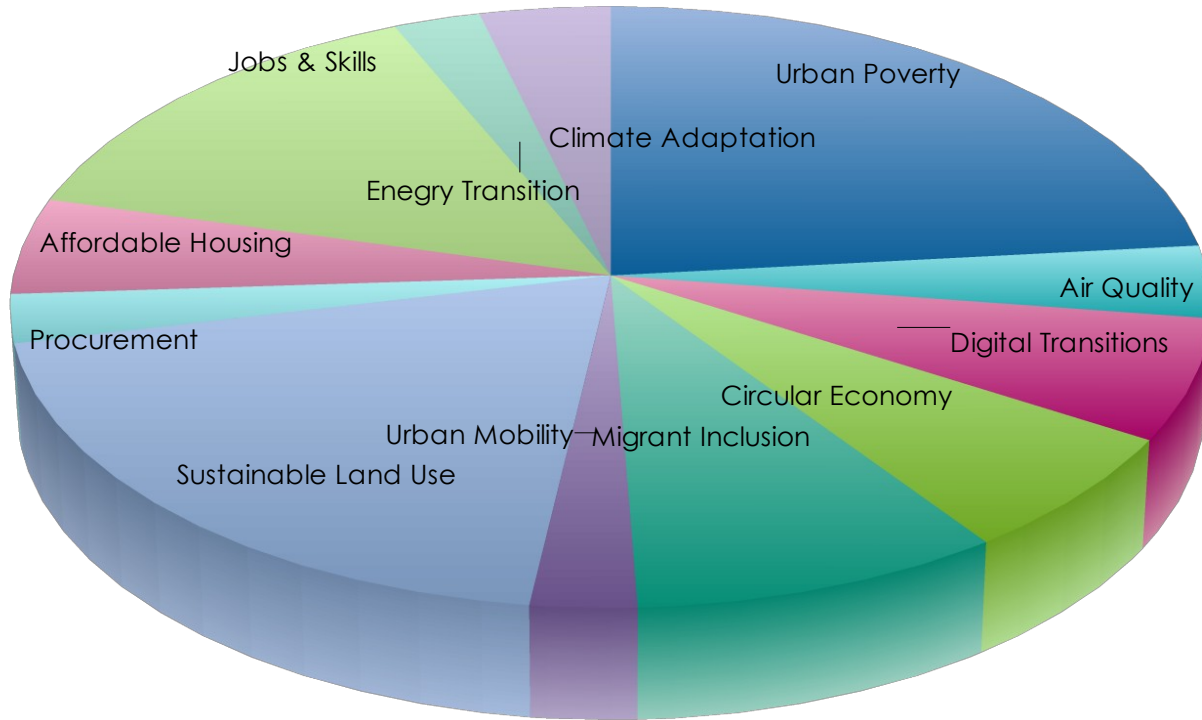 Jobs & Skills
Urban Poverty
Climate Adaptation
Enegry Transition
Affordable Housing
Air Quality
Procurement
Digital Transitions
Circular Economy
Urban Mobility
Migrant Inclusion
Sustainable Land Use